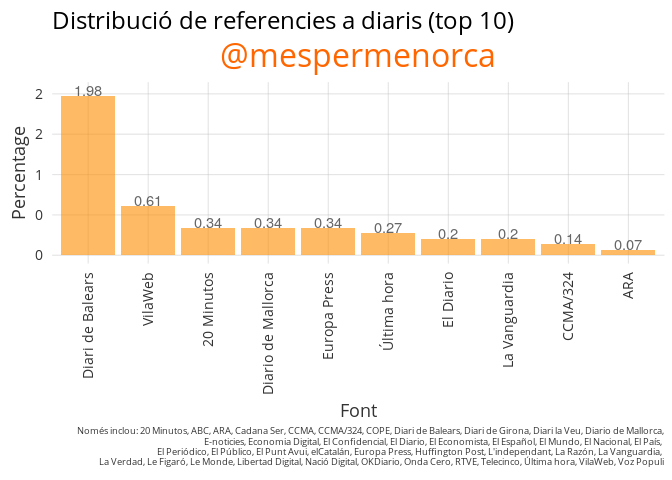 Distribució de referencies a diaris (top 10)
@mespermenorca
Percentage
2
2
1
0
0
1.98
0.61
0.34
0.34
0.34
0.27
0.2
0.2
0.14
0.07
Diari de Balears
VilaWeb
20 Minutos
Diario de Mallorca
Europa Press
Última hora
El Diario
La Vanguardia
CCMA/324
ARA
Font
Només inclou: 20 Minutos, ABC, ARA, Cadana Ser, CCMA, CCMA/324, COPE, Diari de Balears, Diari de Girona, Diari la Veu, Diario de Mallorca,
E-noticies, Economia Digital, El Confidencial, El Diario, El Economista, El Español, El Mundo, El Nacional, El País,
El Periódico, El Público, El Punt Avui, elCatalán, Europa Press, Huffington Post, L'independant, La Razón, La Vanguardia,
La Verdad, Le Figaró, Le Monde, Libertad Digital, Nació Digital, OKDiario, Onda Cero, RTVE, Telecinco, Última hora, VilaWeb, Voz Populi